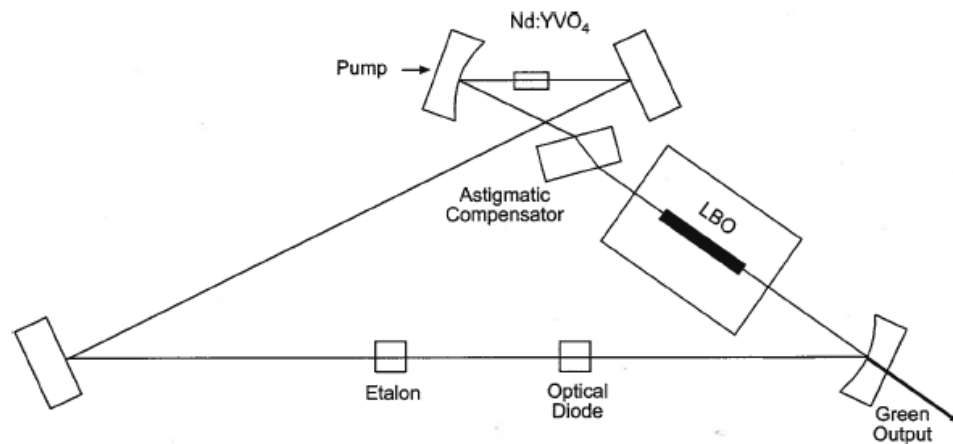 Nd:YVO₄
Pump
Astigmatic
Compensator
LBO
Etalon
Optical
Diode
Green
Output